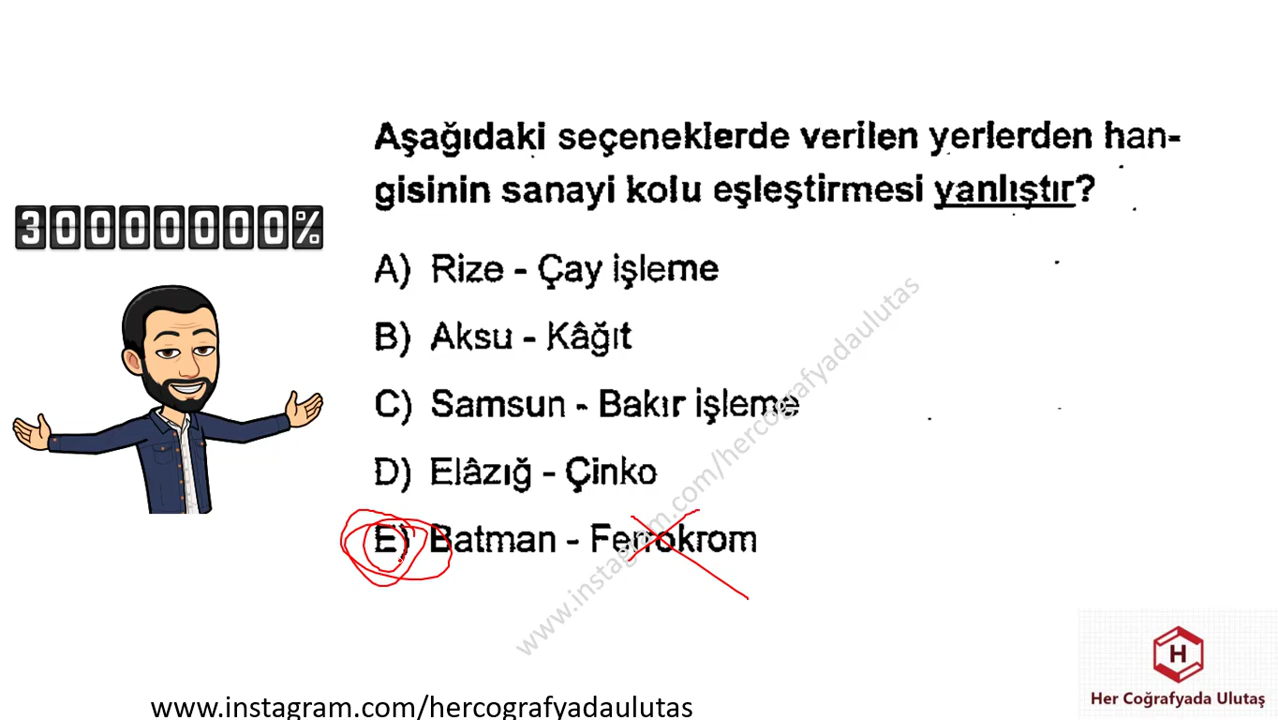 Aşağıdaki seçeneklerde verilen yerlerden han-
gisinin sanayi kolu eşleştirmesi yanlıştır?
30000000%
A) Rize - Çay işleme
B) Aksu - Kâğıt
C) Samsun - Bakır işleme
D) Elâzığ - Çinko
E) Batman - Ferrokrom
www.instagram.com/hercografyadaulutas
H
Her Coğrafyada Ulutaş
www.instagram.com/hercografyadaulutas